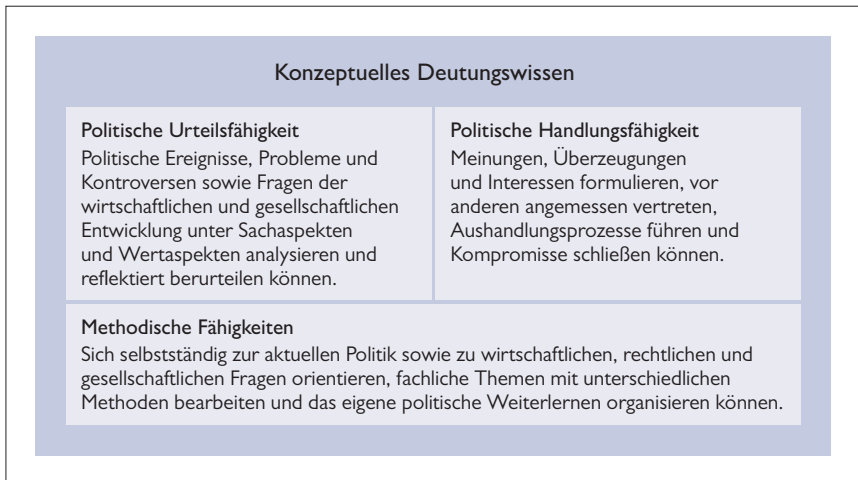 Konzeptuelles Deutungswissen
Politische Urteilsfähigkeit
Politische Ereignisse, Probleme und
Kontroversen sowie Fragen der
wirtschaftlichen und gesellschaftlichen
Entwicklung unter Sachaspekten
und Wertaspekten analysieren und
reflektiert berurteilen können.
Politische Handlungsfähigkeit
Meinungen, Überzeugungen
und Interessen formulieren, vor
anderen angemessen vertreten,
Aushandlungsprozesse führen und
Kompromisse schließen können.
Methodische Fähigkeiten
Sich selbstständig zur aktuellen Politik sowie zu wirtschaftlichen, rechtlichen und
gesellschaftlichen Fragen orientieren, fachliche Themen mit unterschiedlichen
Methoden bearbeiten und das eigene politische Weiterlernen organisieren können.